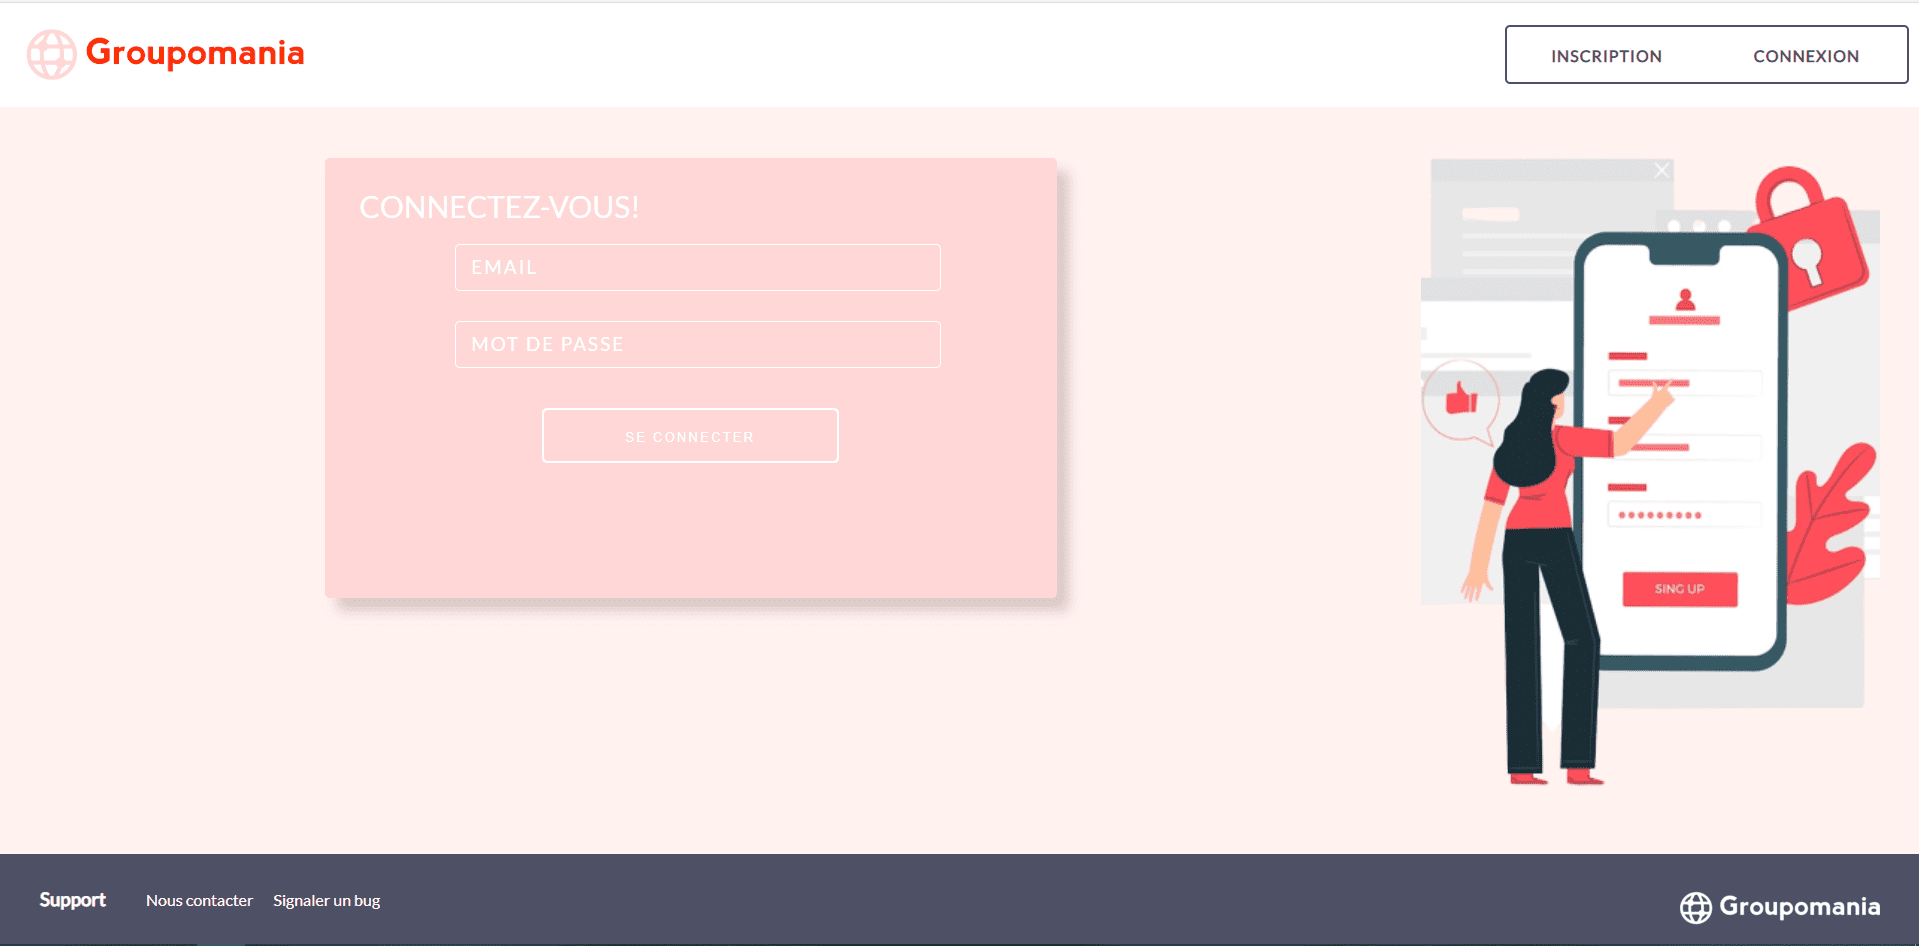 Groupomania
INSCRIPTION CONNEXION
CONNECTEZ-VOUS!
EMAIL
MOT DE PASSE
SE CONNECTER
SING UP
Support Nous contacter Signaler un bug
Groupomania